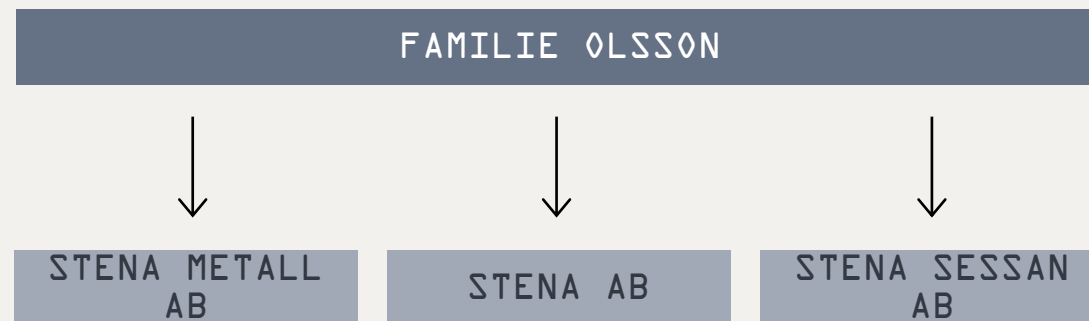 FAMILIE OLSSON
STENA METALL
AB
STENA AB
STENA SESSAN
AB